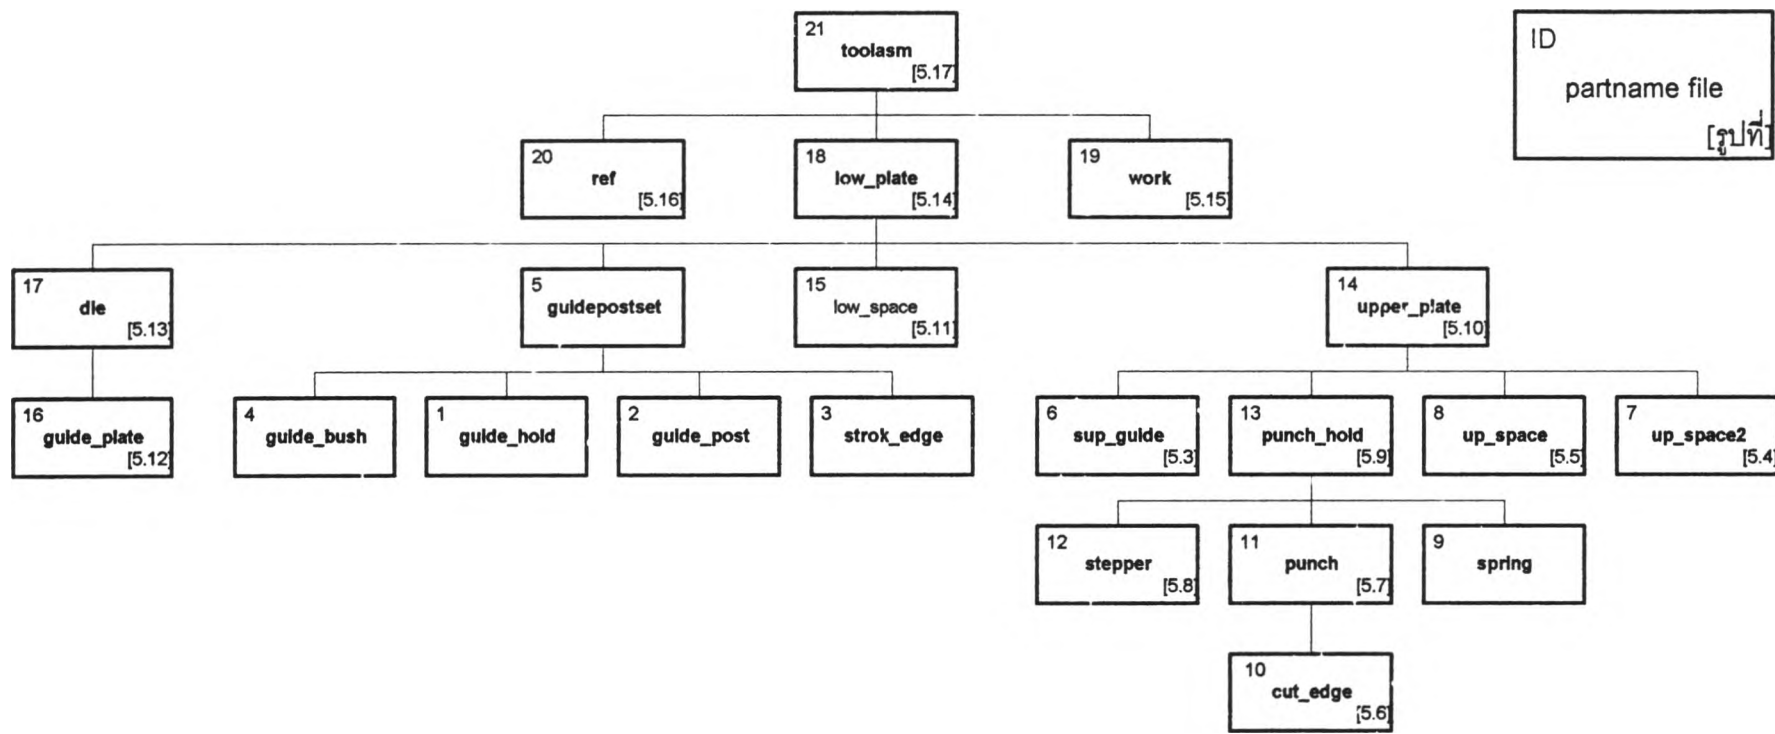 21
toolasm
[5.17]
ID
partname file
[รูปที่]
20
ref
[5.16]
18
low_plate
[5.14]
19
work
[5.15]
17
die
[5.13]
5
guidepostset
15
low_space
[5.11]
14
upper_plate
[5.10]
16
guide_plate
[5.12]
4
guide_bush
1
guide_hold
2
guide_post
3
strok_edge
6
sup_guide
[5.3]
13
punch_hold
[5.9]
8
up_space
[5.5]
7
up_space2
[5.4]
12
stepper
[5.8]
11
punch
[5.7]
9
spring
10
cut_edge
[5.6]